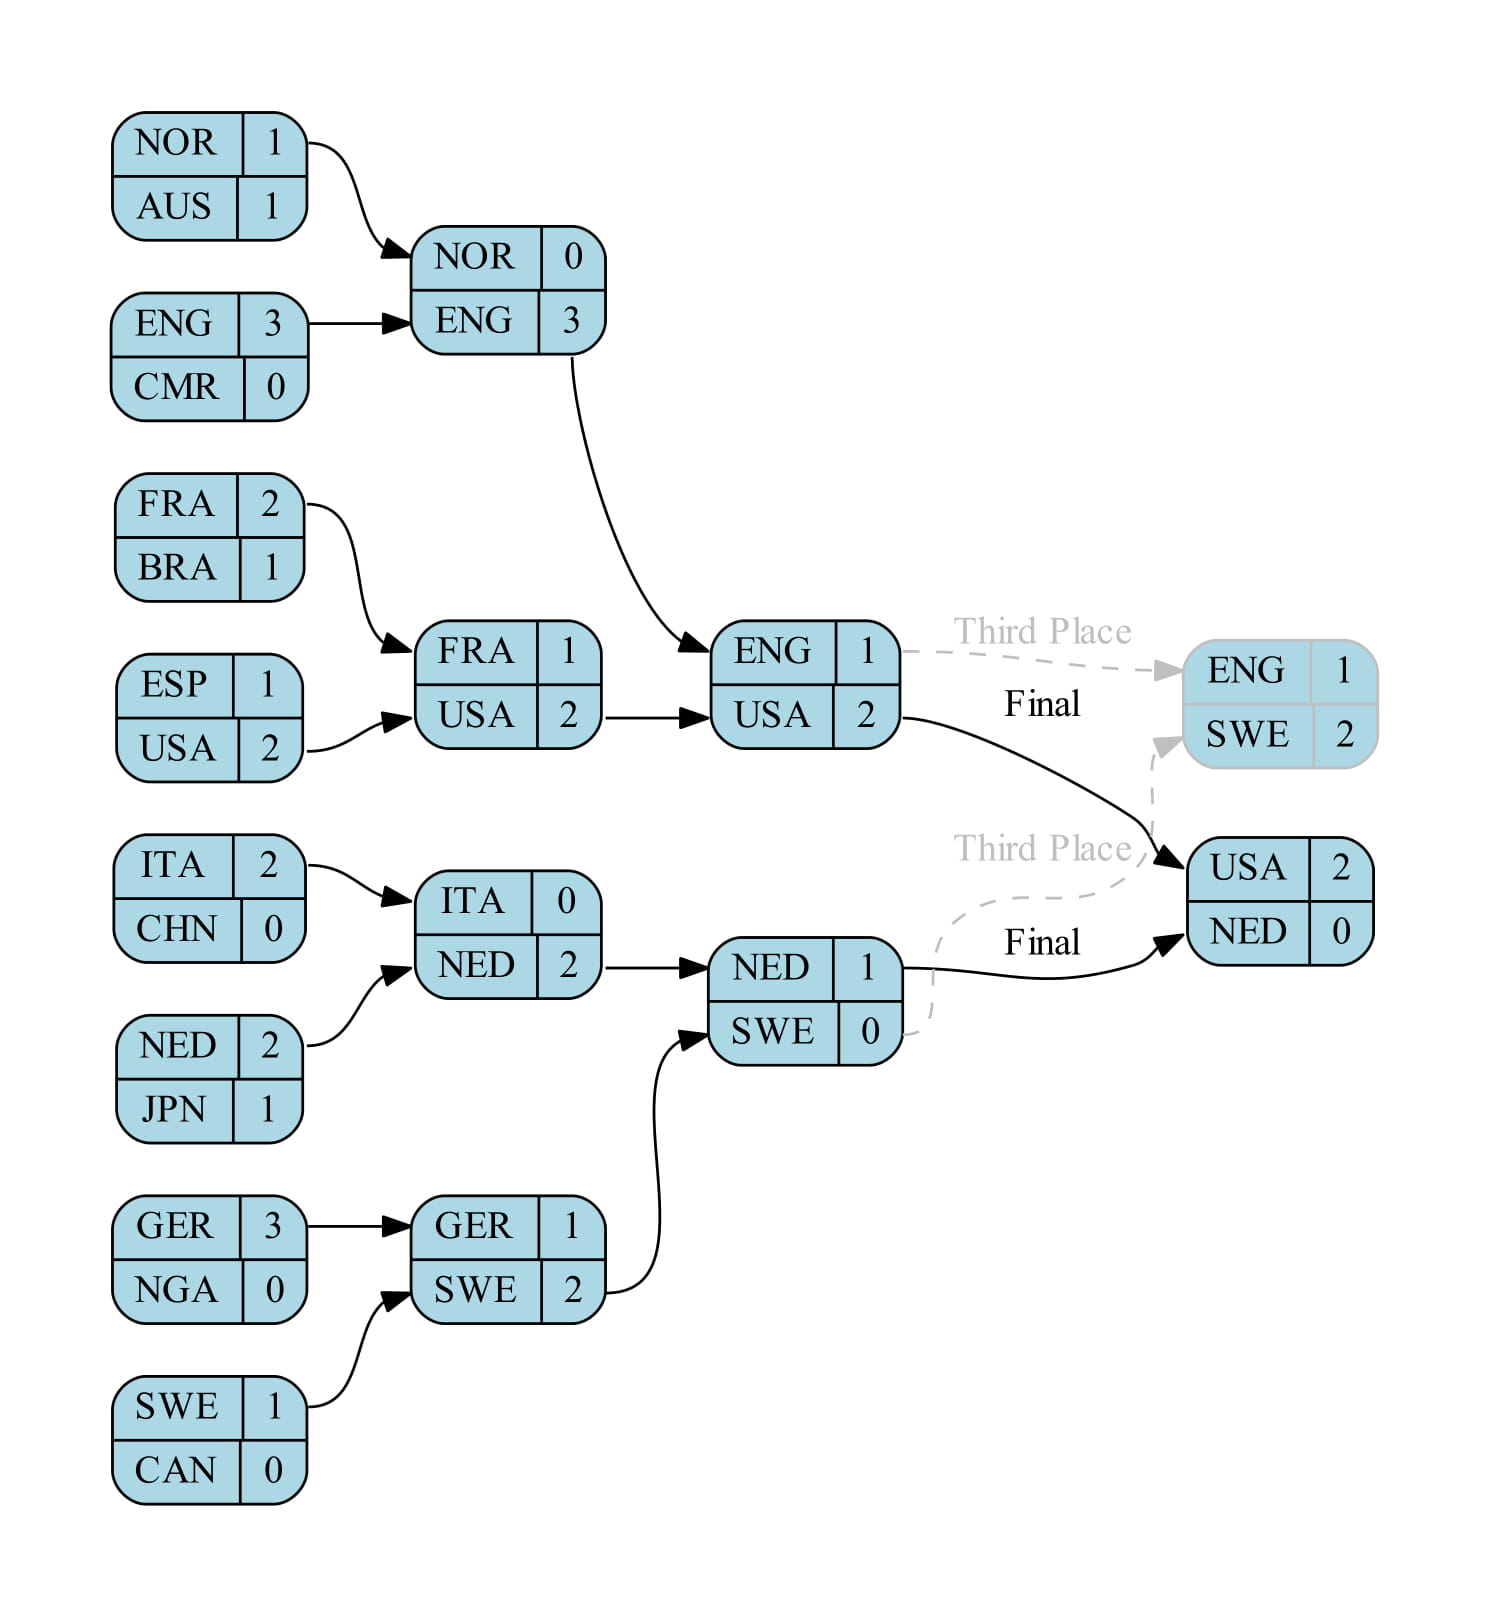 NOR 1
AUS 1
ENG 3
CMR 0
FRA 2
BRA 1
ESP 1
USA 2
ITA 2
CHN 0
NED 2
JPN 1
GER 3
NGA 0
SWE 1
CAN 0
NOR 0
ENG 3
FRA 1
USA 2
ITA 0
NED 2
GER 1
SWE 2
ENG 1
USA 2
NED 1
SWE 0
Third Place
Final
Third Place
Final
ENG 1
SWE 2
USA 2
NED 0